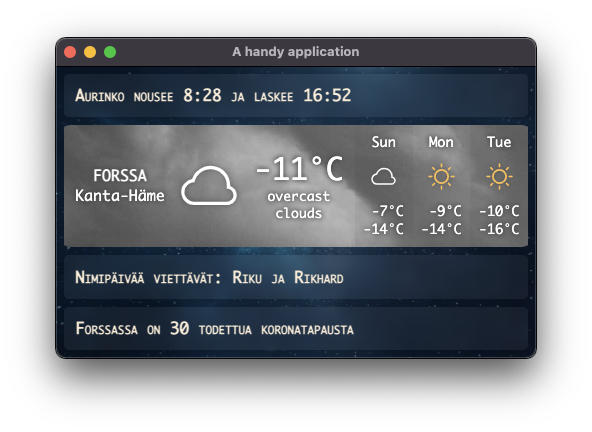 A handy application
Aurinko nousee 8:28 ja laskee 16:52
FORSSA
Kanta-Häme
-11°C
overcast
clouds
Sun Mon Tue
-7°C -9°C -10°C
-14°C -14°C -16°C
Nimipäivää viettävät: Riku ja Rikhard
Forssassa on 30 todettua koronatapausta